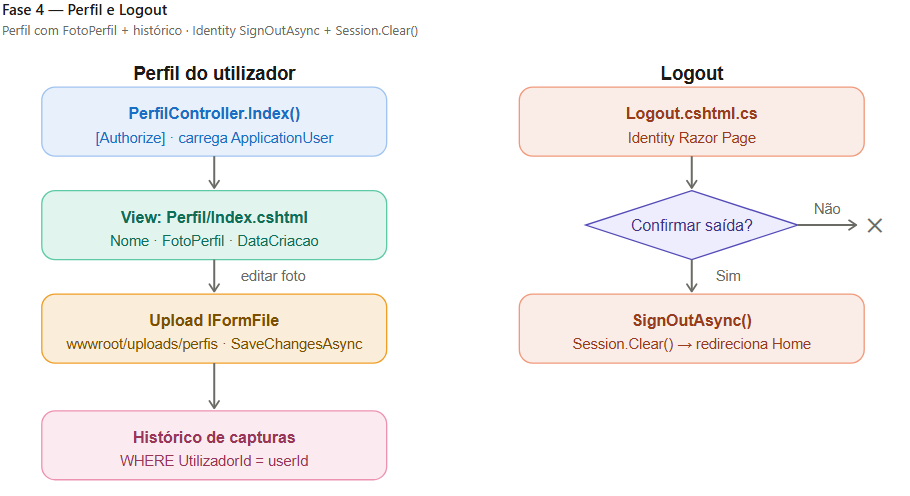 Fase 4 — Perfil e Logout
Perfil com FotoPerfil + histórico · Identity SignOutAsync + Session.Clear()
Perfil do utilizador
PerfilController.Index()
[Authorize] · carrega ApplicationUser
View: Perfil/Index.cshtml
Nome · FotoPerfil · DataCriacao
editar foto
Upload IFormFile
wwwroot/uploads/perfis · SaveChangesAsync
Histórico de capturas
WHERE UtilizadorId = userId
Logout
Logout.cshtml.cs
Identity Razor Page
Confirmar saída?
Não
Sim
SignOutAsync()
Session.Clear() → redireciona Home